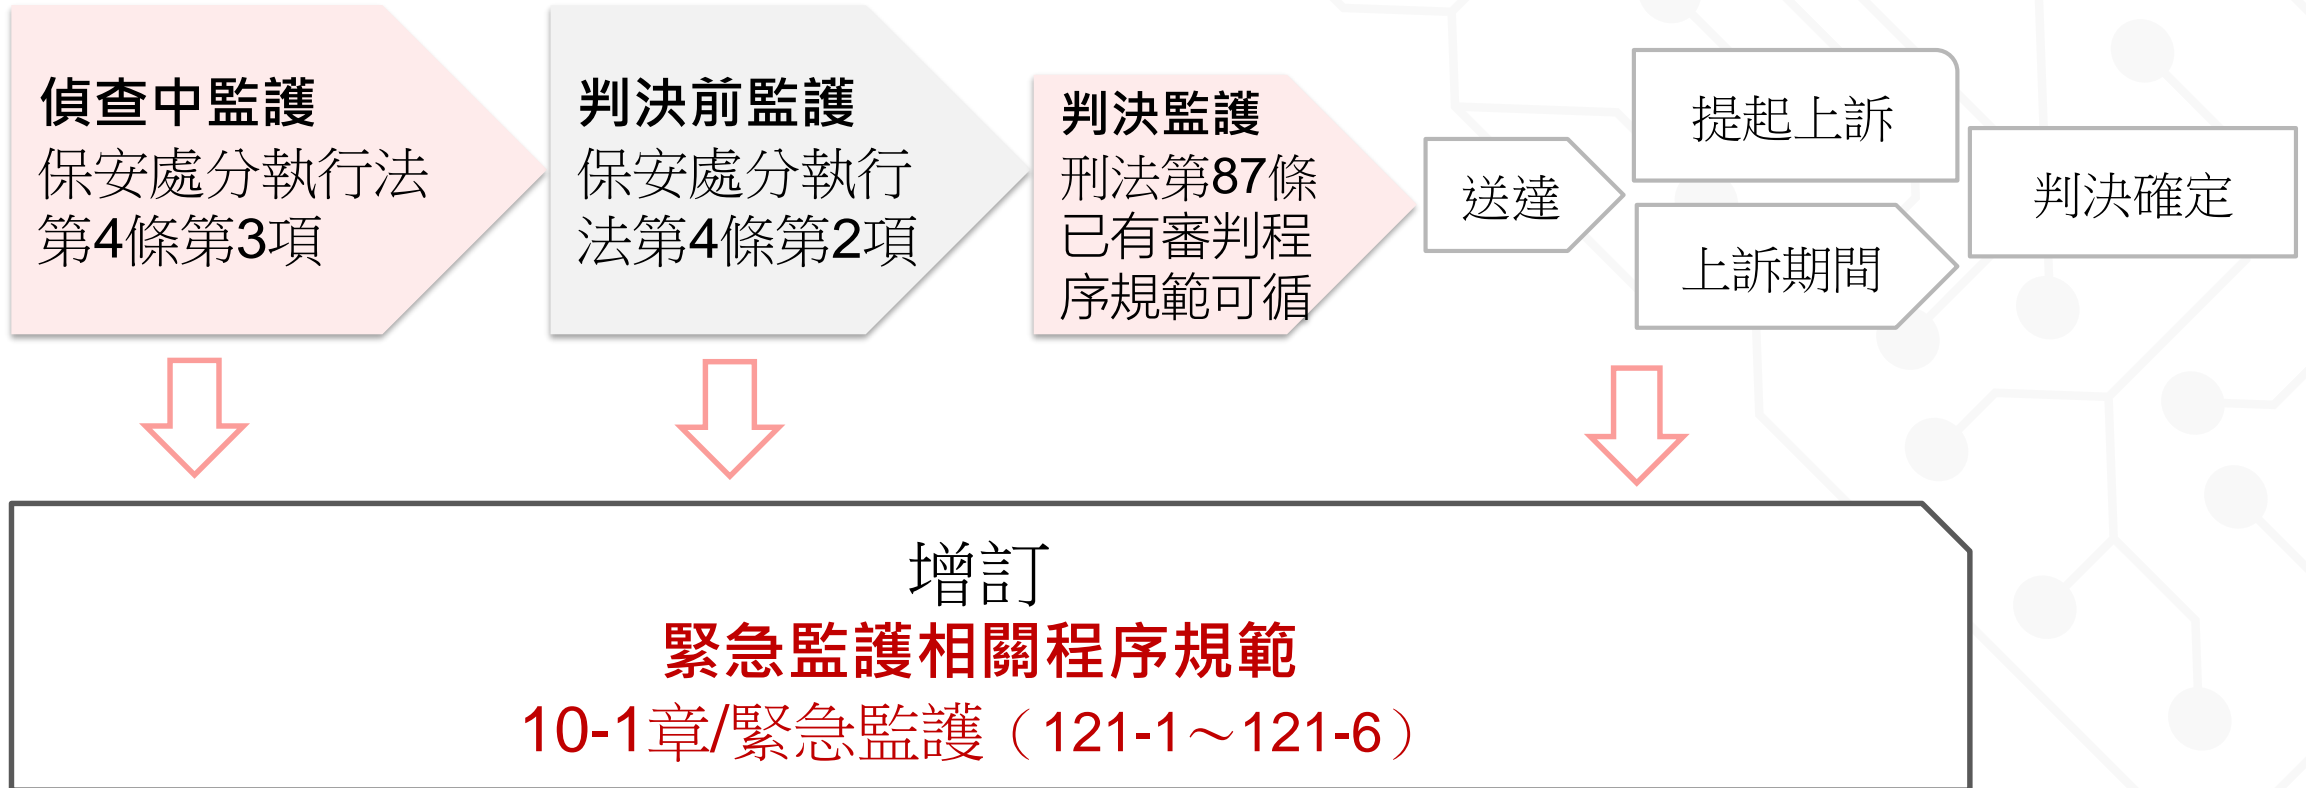 偵查中監護
保安處分執行法
第4條第3項
判決前監護
保安處分執行
法第4條第2項
判決監護
刑法第87條
已有審判程
序規範可循
送達
提起上訴
上訴期間
判決確定
增訂
緊急監護相關程序規範
10-1章/緊急監護（121-1～121-6）